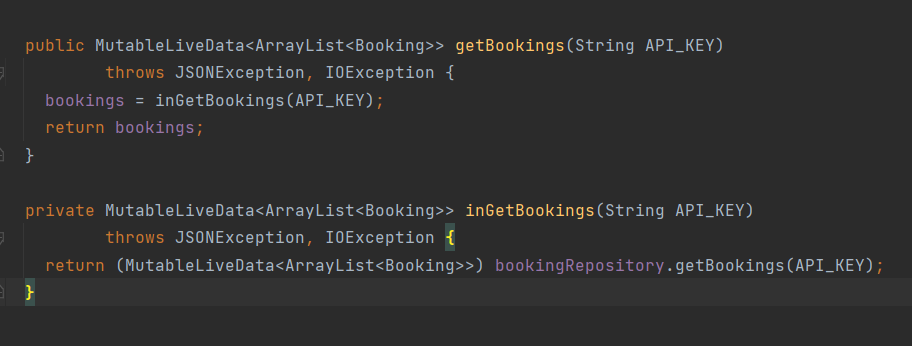 public MutableLiveData<ArrayList<Booking>> getBookings(String API_KEY)
throws JSONException, IOException {
bookings = inGetBookings(API_KEY);
return bookings;
}
private MutableLiveData<ArrayList<Booking>> inGetBookings(String API_KEY)
throws JSONException, IOException {
return (MutableLiveData<ArrayList<Booking>>) bookingRepository.getBookings(API_KEY);
}